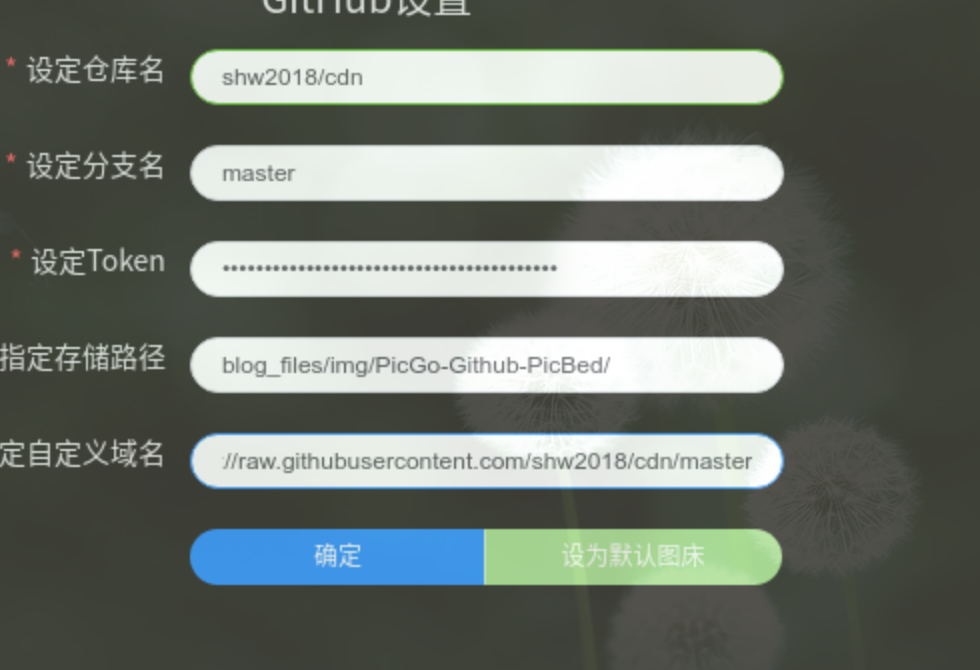 GitHub设置
* 设定仓库名
shw2018/cdn
* 设定分支名
master
* 设定Token
••••••••••••••••••••••••••••••••••••••••
指定存储路径
blog_files/img/PicGo-Github-PicBed/
定自定义域名
://raw.githubusercontent.com/shw2018/cdn/master
确定
设为默认图床